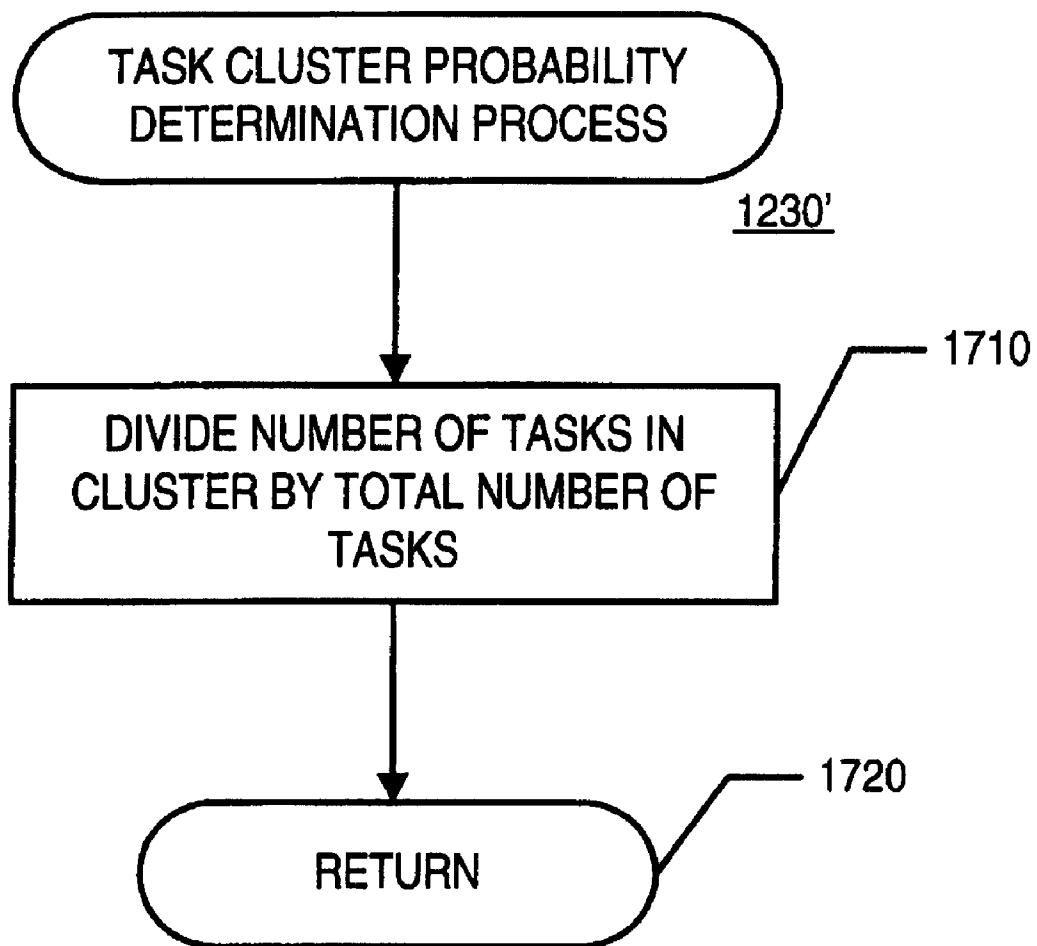 TASK CLUSTER PROBABILITY
DETERMINATION PROCESS
1230'
1710
DIVIDE NUMBER OF TASKS IN
CLUSTER BY TOTAL NUMBER OF
TASKS
1720
RETURN